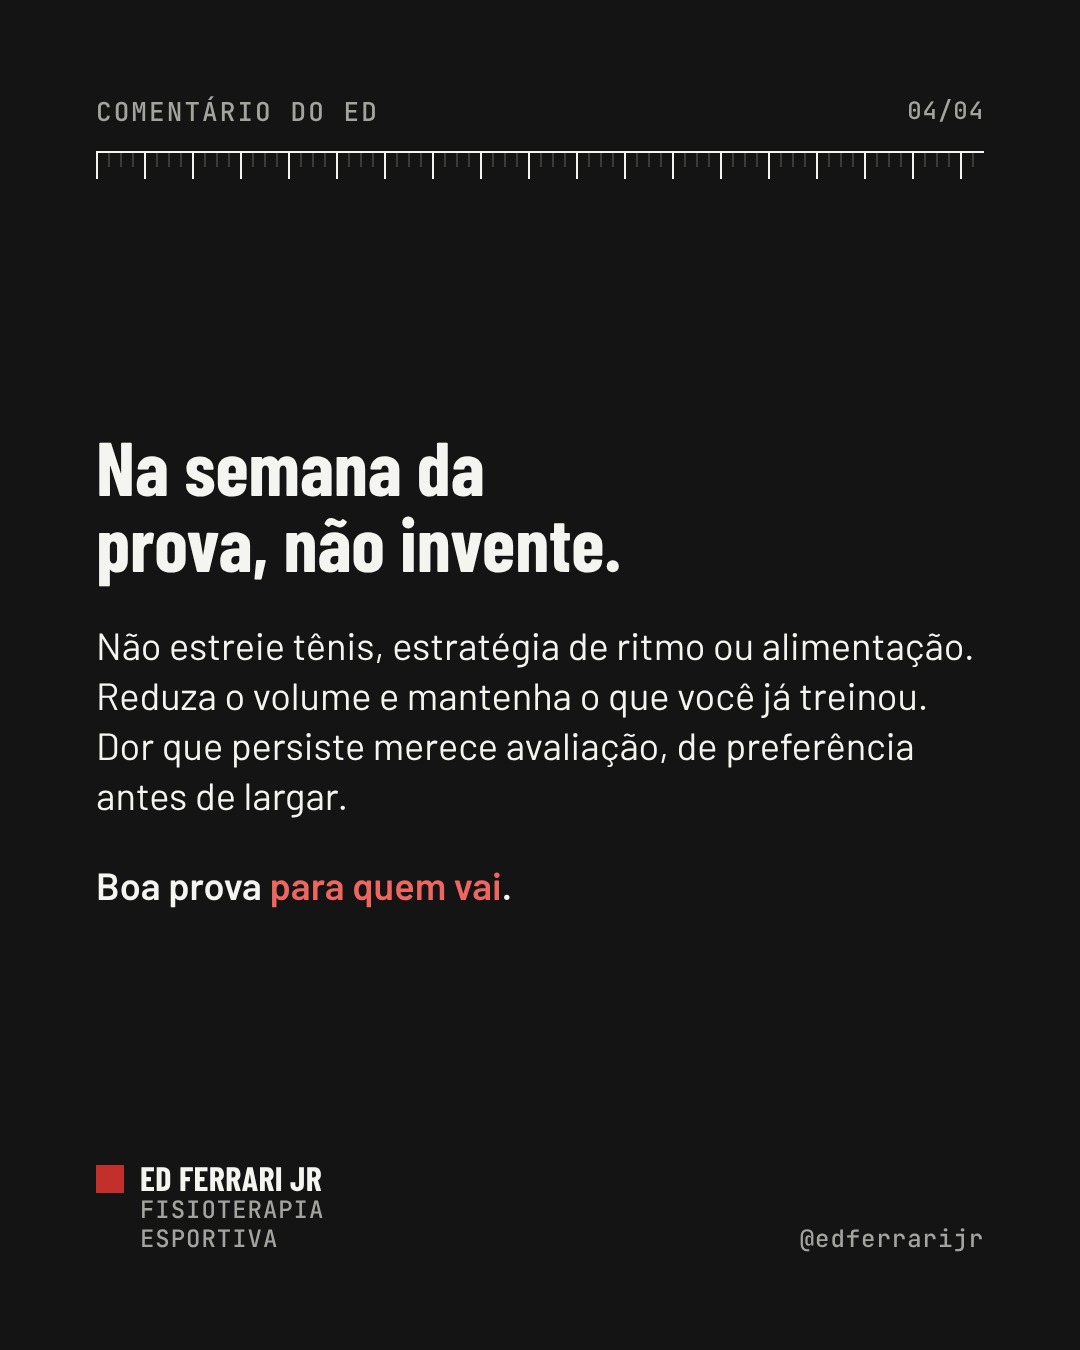 COMENTÁRIO DO ED
04/04
Na semana da
prova, não invente.
Não estreie tênis, estratégia de ritmo ou alimentação.
Reduza o volume e mantenha o que você já treinou.
Dor que persiste merece avaliação, de preferência
antes de largar.
Boa prova para quem vai.
ED FERRARI JR
FISIOTERAPIA
ESPORTIVA
@edferrarijr